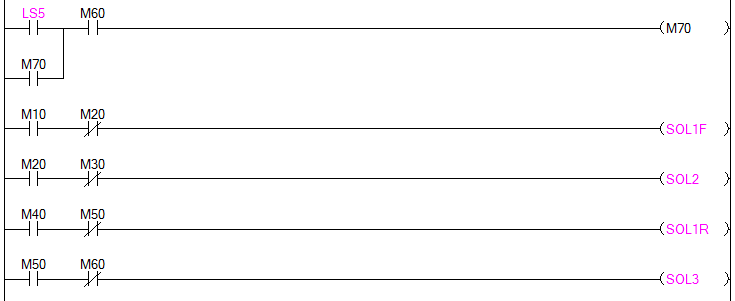 LS5 M60
(M70 )
M70
M10 M20
(SOL1F )
M20 M30
(SOL2 )
M40 M50
(SOL1R )
M50 M60
(SOL3 )